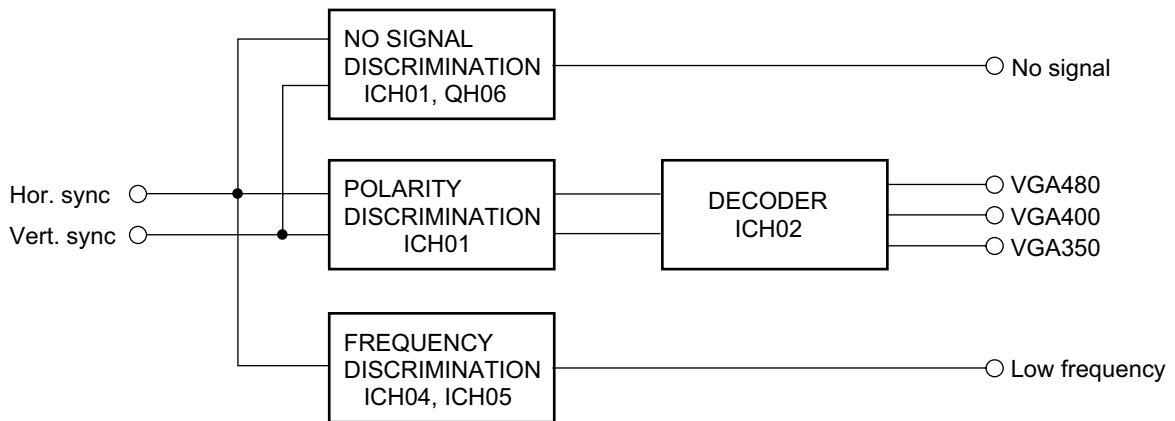 NO SIGNAL
DISCRIMINATION
ICH01, QH06
No signal
Hor. sync
Vert. sync
POLARITY
DISCRIMINATION
ICH01
DECODER
ICH02
VGA480
VGA400
VGA350
FREQUENCY
DISCRIMINATION
ICH04, ICH05
Low frequency